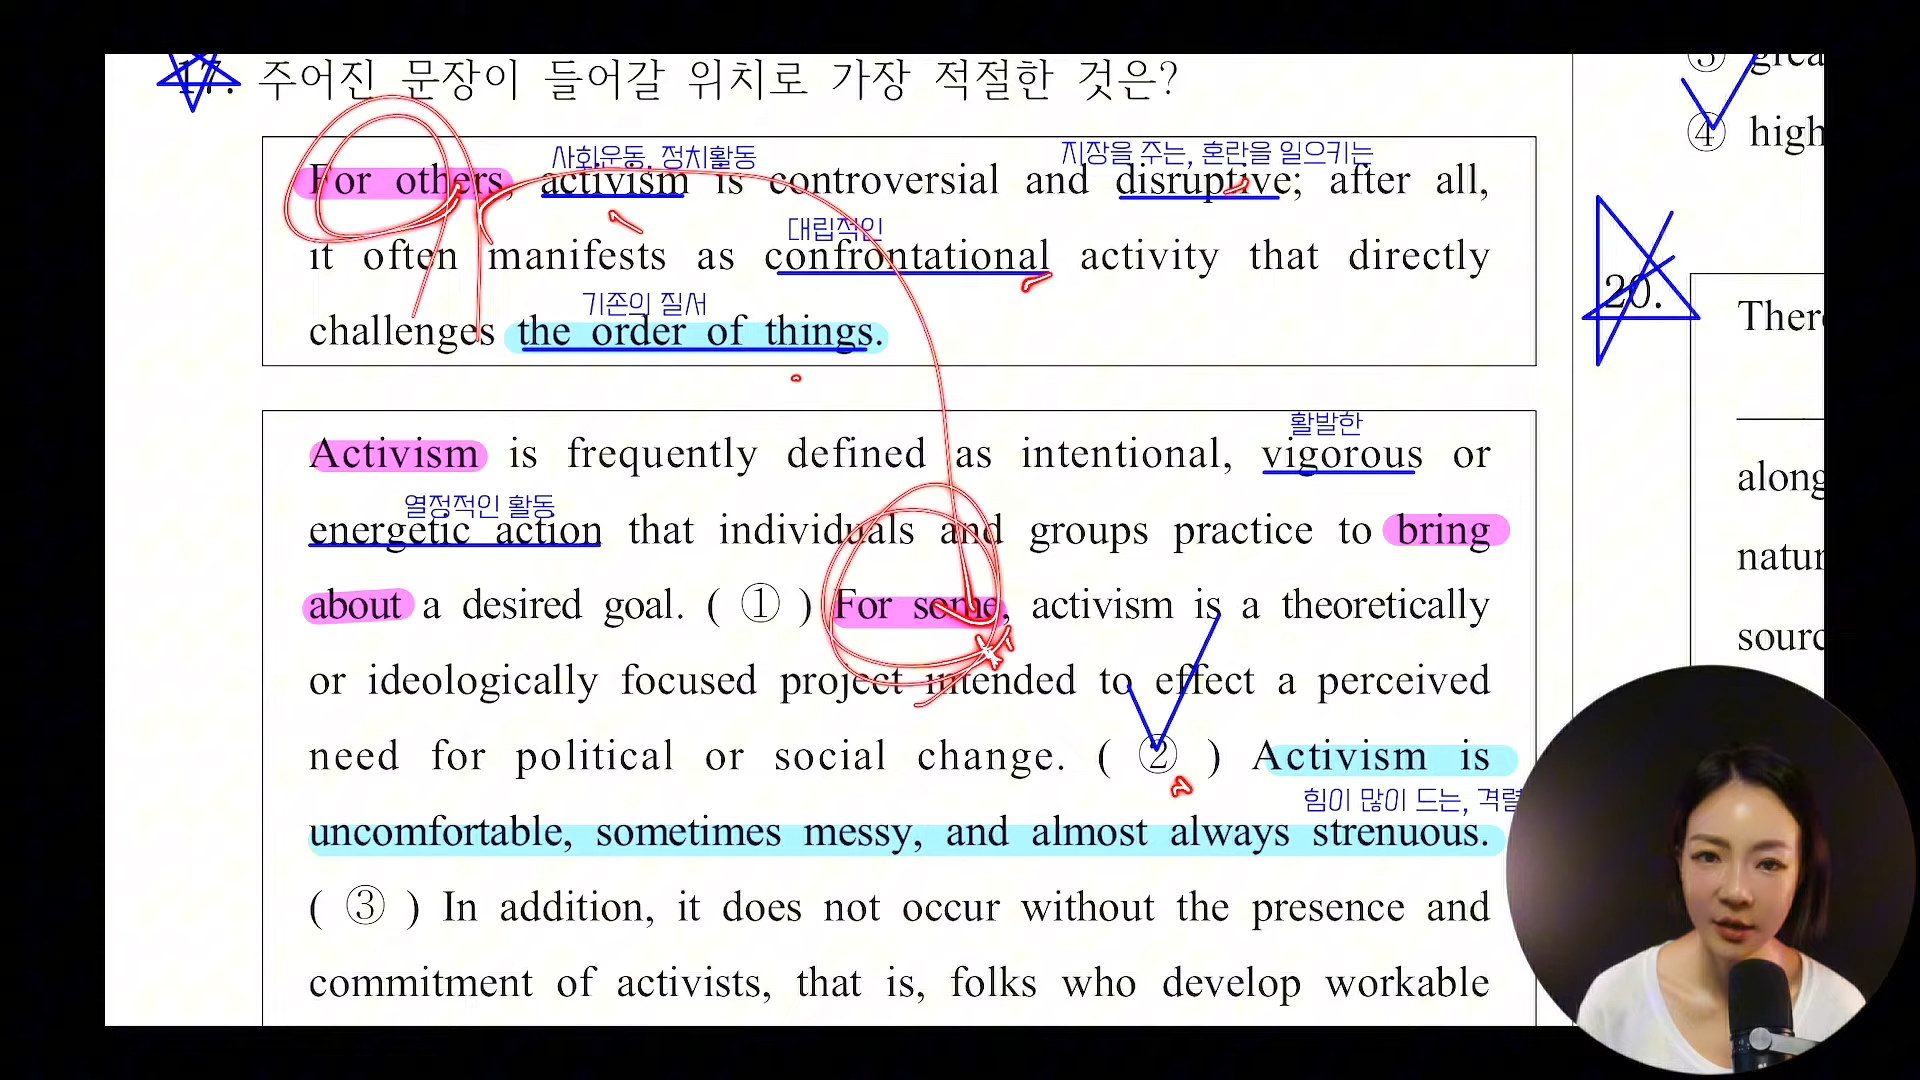 17. 주어진 문장이 들어갈 위치로 가장 적절한 것은?
사회운동, 정치활동
지장을 주는, 혼란을 일으키는
For others, activism is controversial and disruptive; after all,
대립적인
it often manifests as confrontational activity that directly
기존의 질서
challenges the order of things.
활발한
Activism is frequently defined as intentional, vigorous or
열정적인 활동
energetic action that individuals and groups practice to bring
about a desired goal. ( ① ) For some, activism is a theoretically
or ideologically focused project intended to effect a perceived
need for political or social change. ( ② ) Activism is
힘이 많이 드는, 격렬
uncomfortable, sometimes messy, and almost always strenuous.
( ③ ) In addition, it does not occur without the presence and
commitment of activists, that is, folks who develop workable
③ grea
④ high
20.
Ther
along
natur
sourc